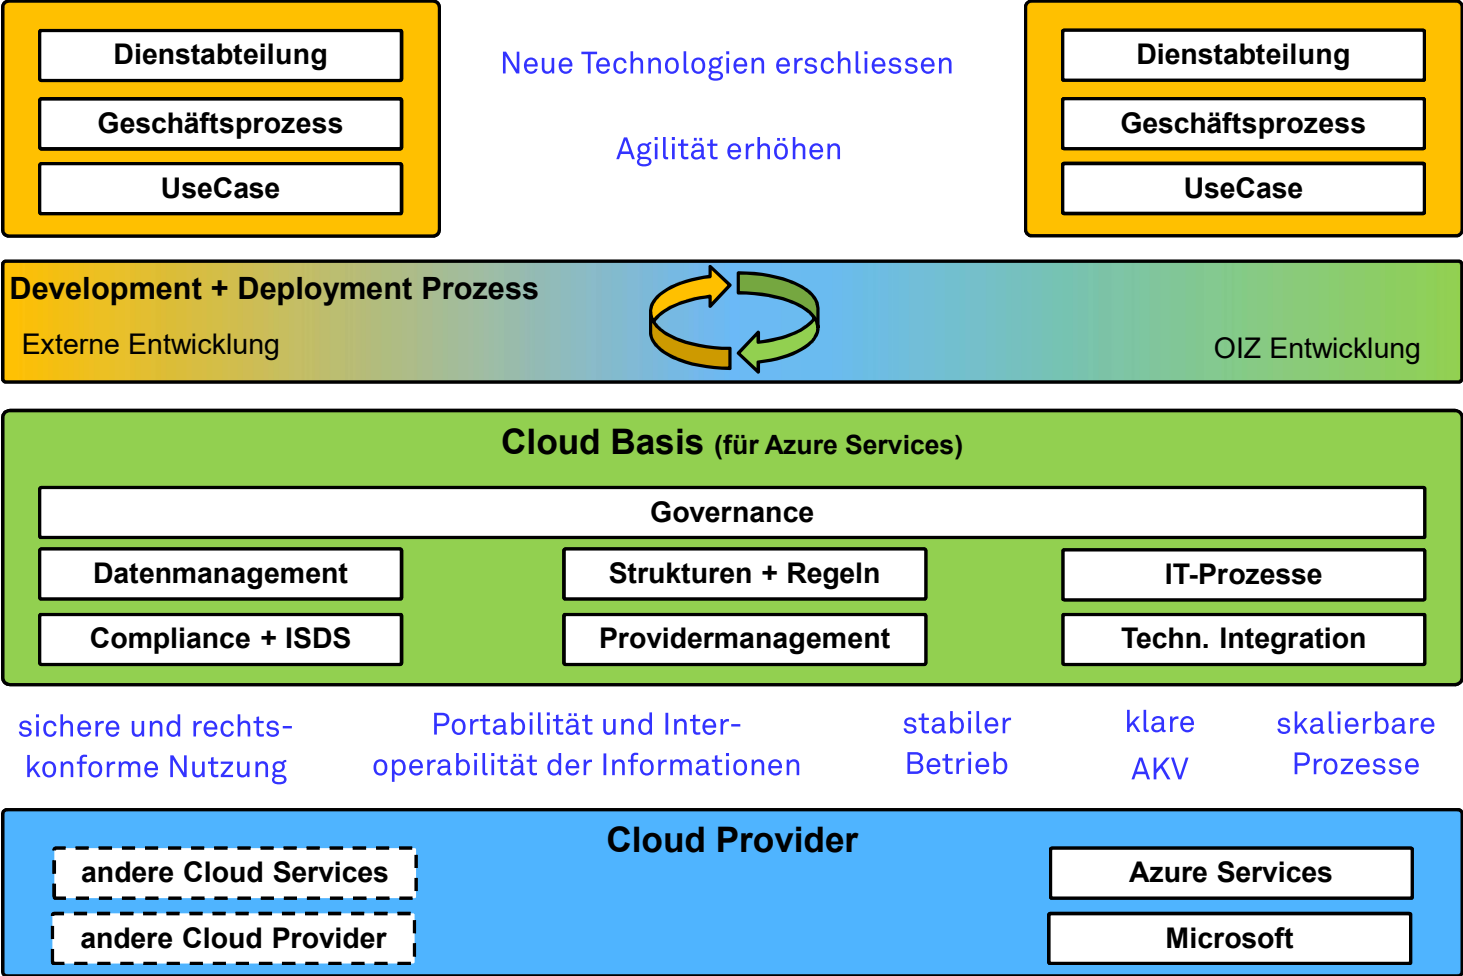 Dienstabteilung
Geschäftsprozess
UseCase
Neue Technologien erschliessen
Agilität erhöhen
Dienstabteilung
Geschäftsprozess
UseCase
Development + Deployment Prozess
Externe Entwicklung
OIZ Entwicklung
Cloud Basis (für Azure Services)
Governance
Datenmanagement
Strukturen + Regeln
IT-Prozesse
Compliance + ISDS
Providermanagement
Techn. Integration
sichere und rechts-
konforme Nutzung
Portabilität und Inter-
operabilität der Informationen
stabiler
Betrieb
klare
AKV
skalierbare
Prozesse
Cloud Provider
andere Cloud Services
Azure Services
andere Cloud Provider
Microsoft